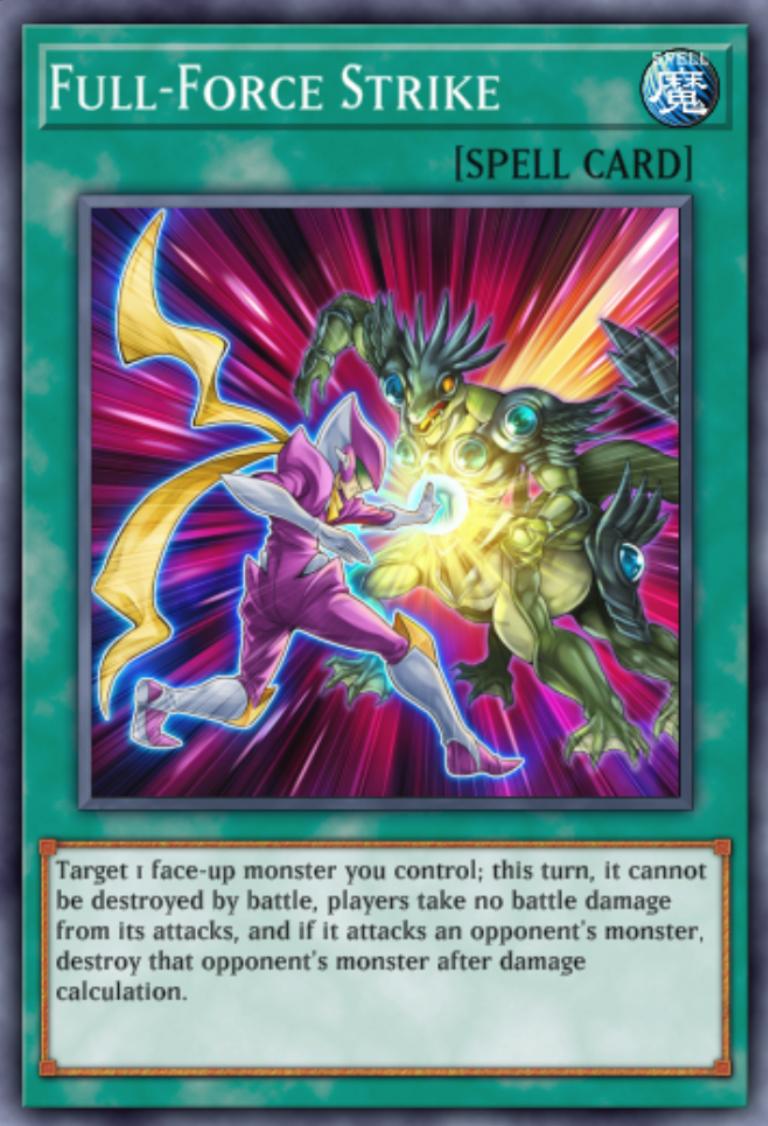 Full-Force Strike
SPELL
魔
[SPELL CARD]
Target 1 face-up monster you control; this turn, it cannot
be destroyed by battle, players take no battle damage
from its attacks, and if it attacks an opponent's monster,
destroy that opponent's monster after damage
calculation.